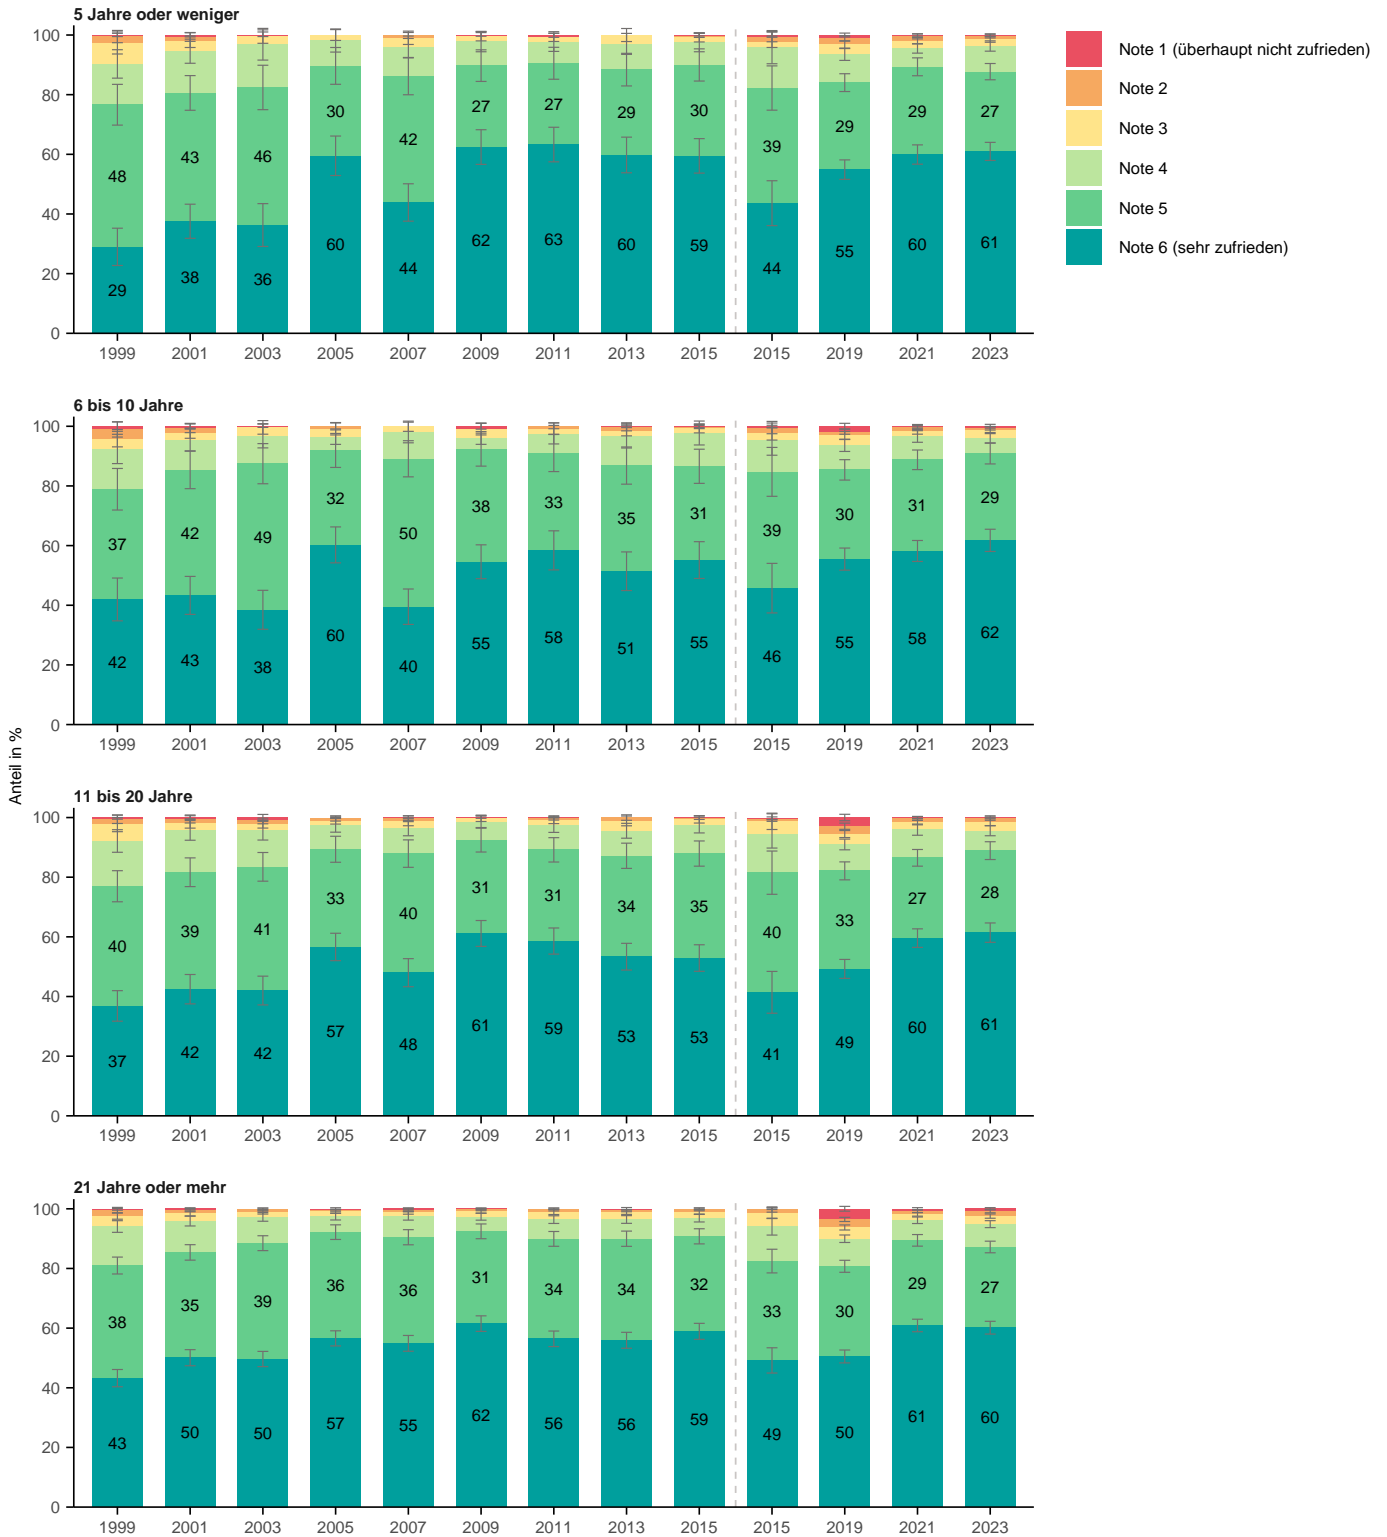 5 Jahre oder weniger
100
80
60
40
20
0
48 43 46 30 42 27 27 29 30 39 29 29 27
29 38 36 60 44 62 63 60 59 44 55 60 61
1999 2001 2003 2005 2007 2009 2011 2013 2015 2015 2019 2021 2023
Note 1 (überhaupt nicht zufrieden)
Note 2
Note 3
Note 4
Note 5
Note 6 (sehr zufrieden)
Anteil in %
6 bis 10 Jahre
100
80
60
40
20
0
37 42 49 32 50 38 33 35 31 39 30 31 29
42 43 38 60 40 55 58 51 55 46 55 58 62
1999 2001 2003 2005 2007 2009 2011 2013 2015 2015 2019 2021 2023
11 bis 20 Jahre
100
80
60
40
20
0
40 39 41 33 40 31 31 34 35 40 33 27 28
37 42 42 57 48 61 59 53 53 41 49 60 61
1999 2001 2003 2005 2007 2009 2011 2013 2015 2015 2019 2021 2023
21 Jahre oder mehr
100
80
60
40
20
0
38 35 39 36 36 31 34 34 32 33 30 29 27
43 50 50 57 55 62 56 56 59 49 50 61 60
1999 2001 2003 2005 2007 2009 2011 2013 2015 2015 2019 2021 2023